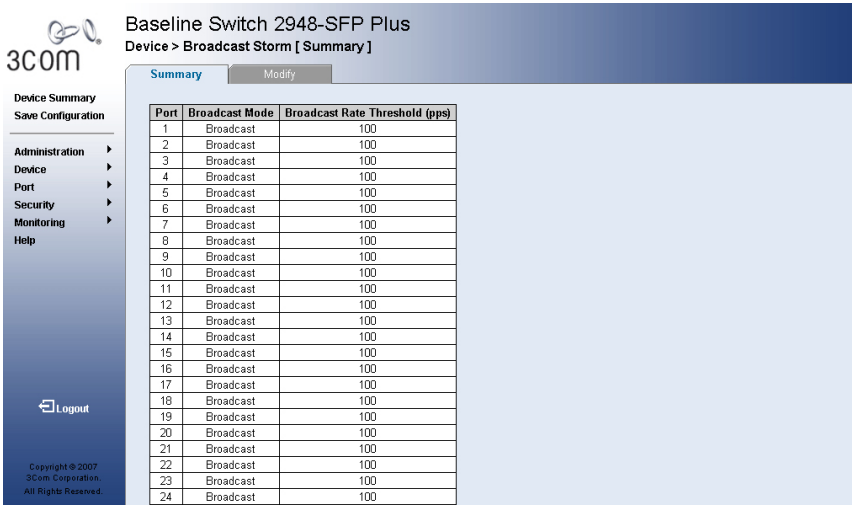 3COM
Baseline Switch 2948-SFP Plus
Device > Broadcast Storm [ Summary ]
Summary Modify
Device Summary
Save Configuration
Administration
Device
Port
Security
Monitoring
Help
Logout
Copyright © 2007
3Com Corporation.
All Rights Reserved.
Port Broadcast Mode Broadcast Rate Threshold (pps)
1 Broadcast 100
2 Broadcast 100
3 Broadcast 100
4 Broadcast 100
5 Broadcast 100
6 Broadcast 100
7 Broadcast 100
8 Broadcast 100
9 Broadcast 100
10 Broadcast 100
11 Broadcast 100
12 Broadcast 100
13 Broadcast 100
14 Broadcast 100
15 Broadcast 100
16 Broadcast 100
17 Broadcast 100
18 Broadcast 100
19 Broadcast 100
20 Broadcast 100
21 Broadcast 100
22 Broadcast 100
23 Broadcast 100
24 Broadcast 100